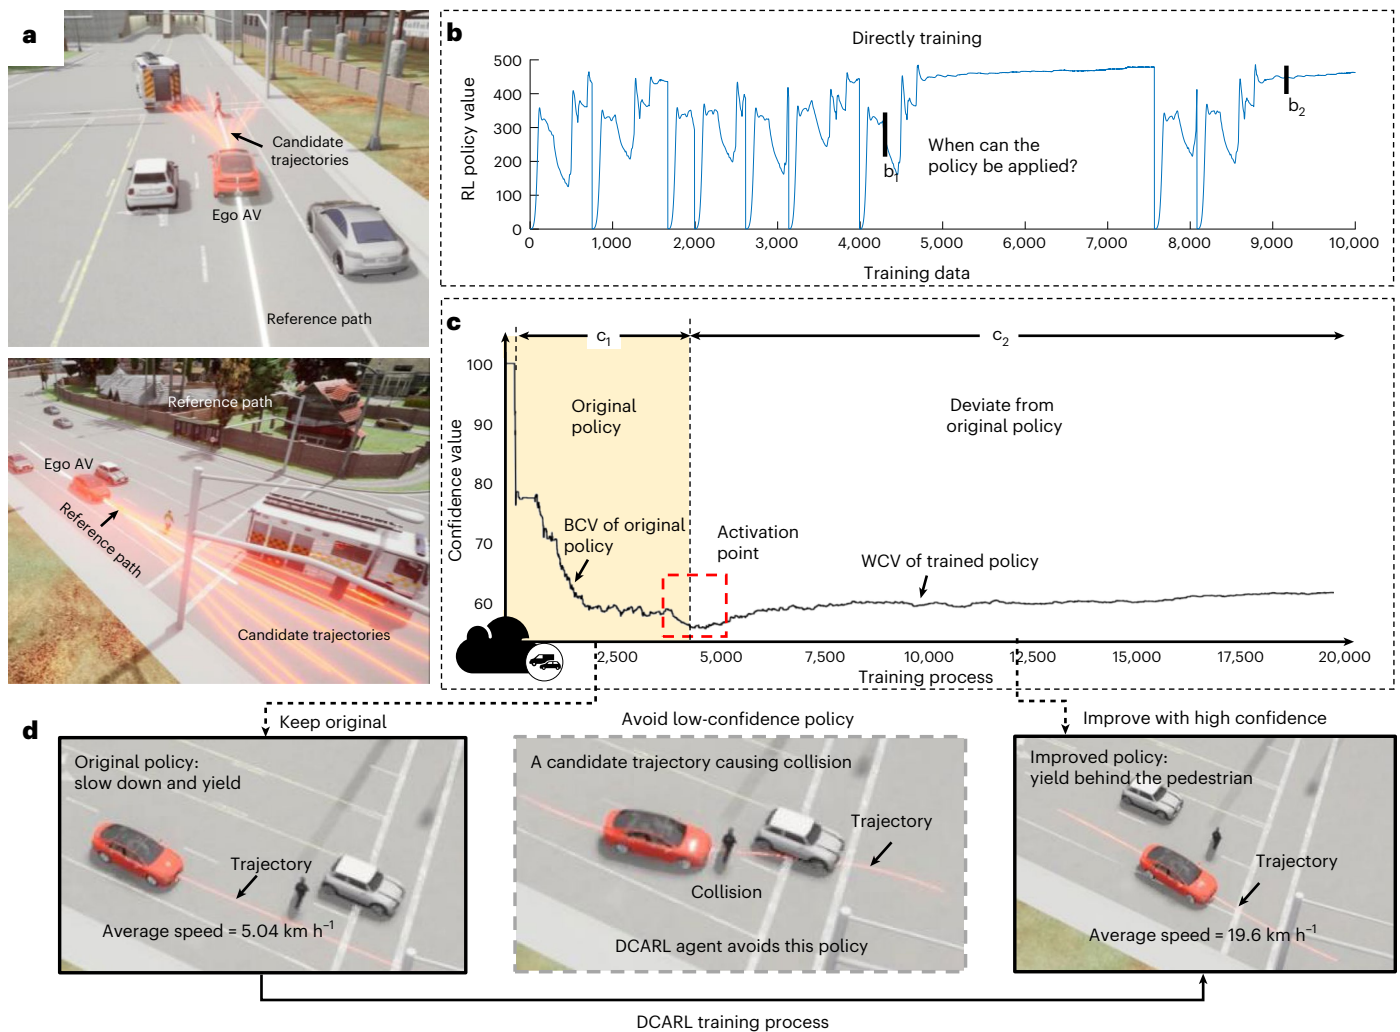 a
Candidate
trajectories
Ego AV
Reference path
Reference path
Ego AV
Reference path
Candidate trajectories
b
Directly training
RL policy value
500
400
300
200
100
0
b1
When can the
policy be applied?
b2
0
1,000
2,000
3,000
4,000
5,000
6,000
7,000
8,000
9,000
10,000
Training data
c
c1
c2
Confidence value
100
90
80
70
60
Original
policy
Deviate from
original policy
BCV of original
policy
Activation
point
WCV of trained policy
2,500
5,000
7,500
10,000
12,500
15,000
17,500
20,000
Training process
d
Keep original
Avoid low-confidence policy
Improve with high confidence
Original policy:
slow down and yield
Trajectory
Average speed = 5.04 km h⁻¹
A candidate trajectory causing collision
Trajectory
Collision
DCARL agent avoids this policy
Improved policy:
yield behind the pedestrian
Trajectory
Average speed = 19.6 km h⁻¹
DCARL training process